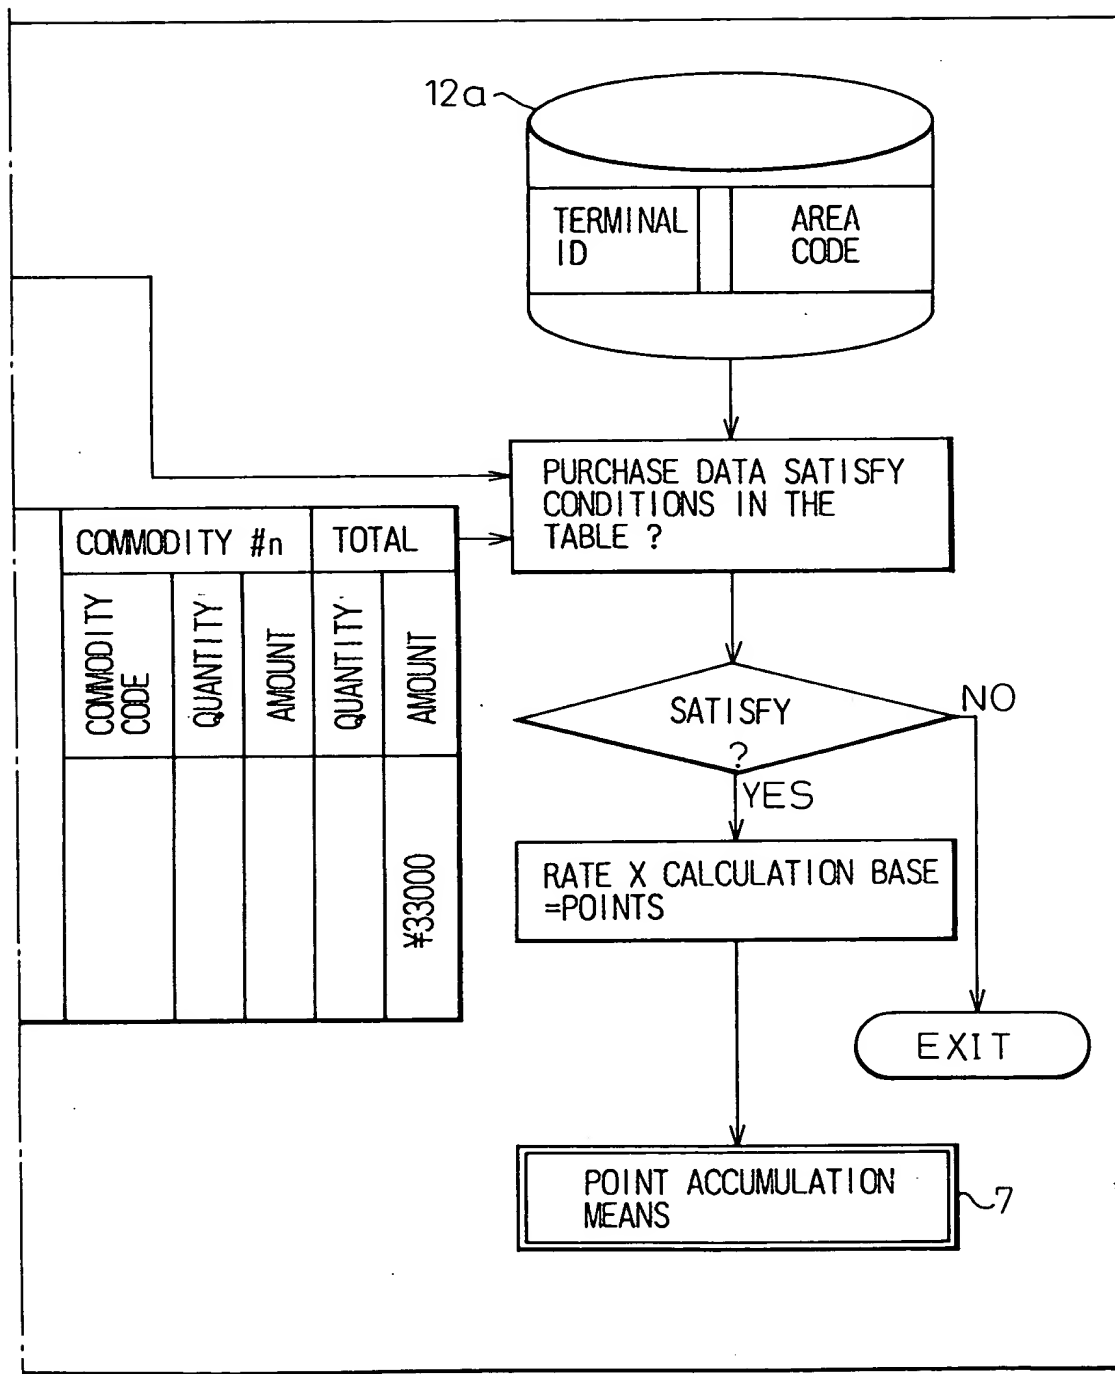 12a
TERMINAL
ID
AREA
CODE
PURCHASE DATA SATISFY
CONDITIONS IN THE
TABLE ?
COMMODITY #n
TOTAL
COMMODITY
CODE
QUANTITY
AMOUNT
QUANTITY
AMOUNT
¥33000
SATISFY
?
NO
YES
RATE X CALCULATION BASE
=POINTS
EXIT
POINT ACCUMULATION
MEANS
7